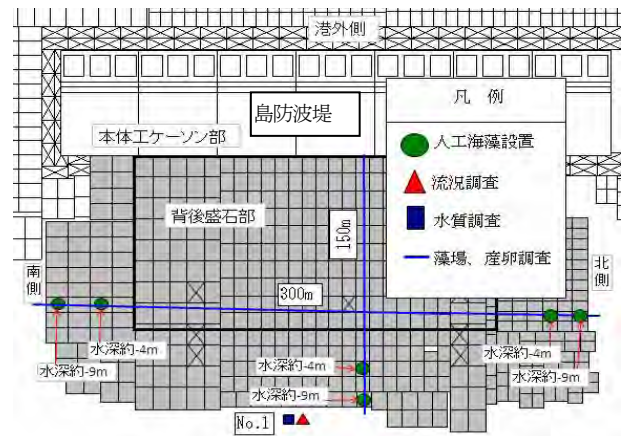 港外側
島防波堤
本体工ケーソン部
凡 例
人工海藻設置
流況調査
水質調査
藻場、産卵調査
背後盛石部
150m
300m
南側
北側
水深約-4m
水深約-9m
水深約-4m
水深約-9m
水深約-4m
水深約-9m
No.1